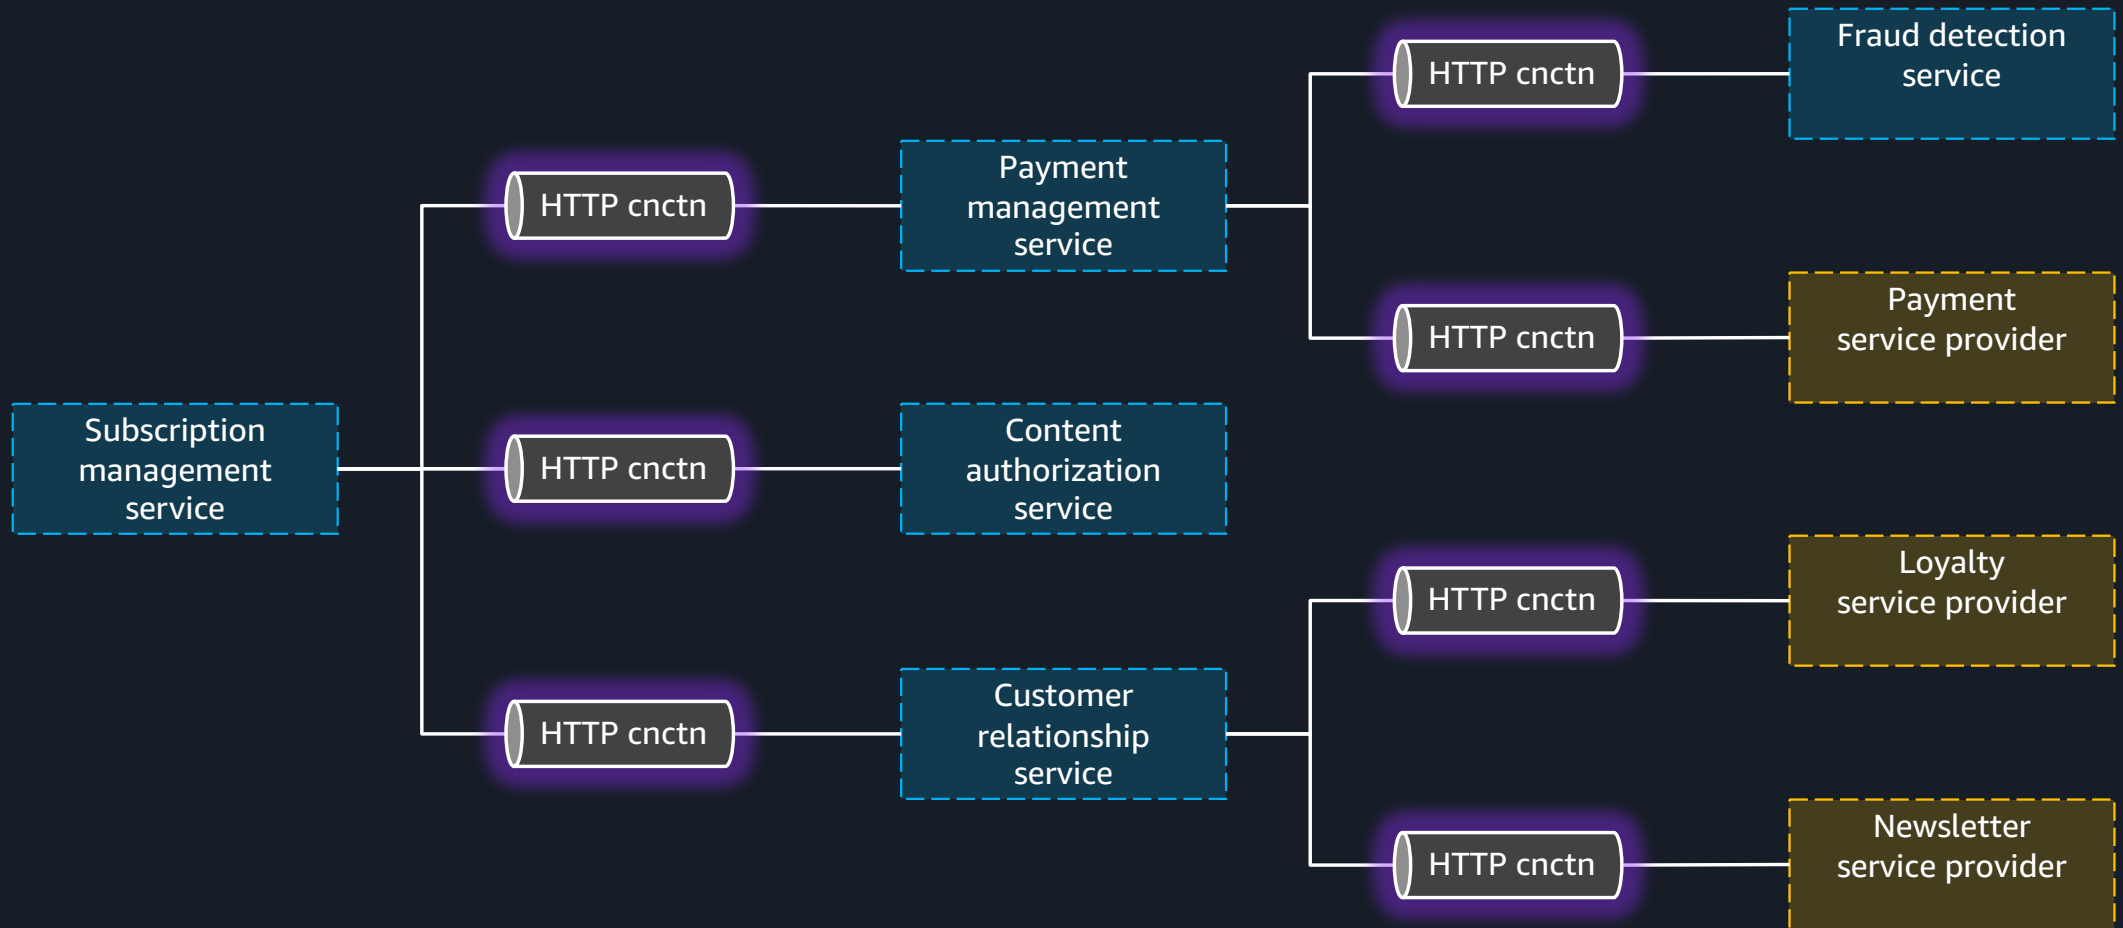 Fraud detection
service
HTTP cnctn
Payment
management
service
HTTP cnctn
Payment
service provider
HTTP cnctn
Subscription
management
service
HTTP cnctn
Content
authorization
service
Loyalty
service provider
HTTP cnctn
Customer
relationship
service
HTTP cnctn
Newsletter
service provider
HTTP cnctn